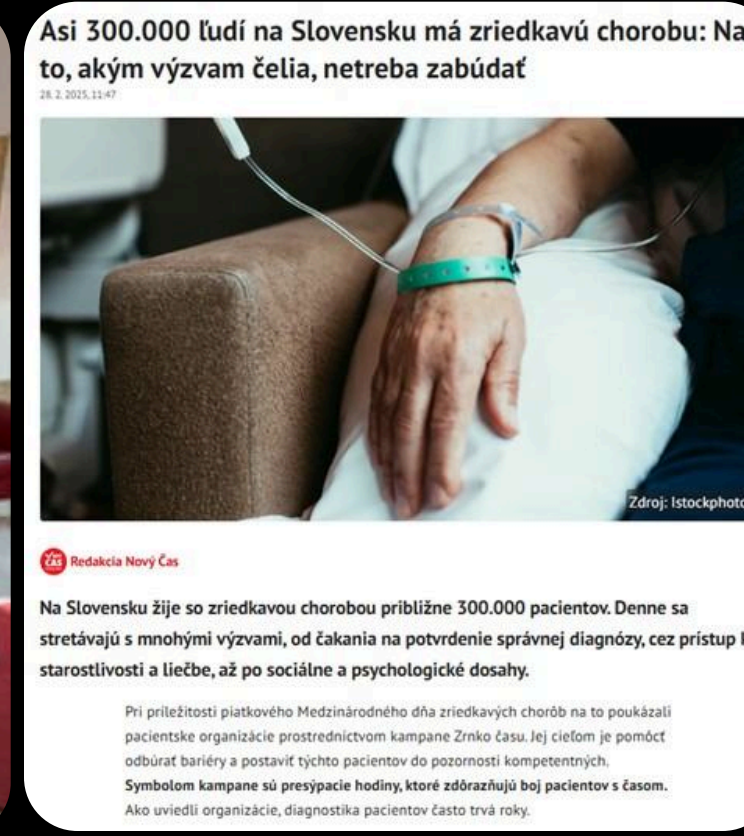 Asi 300.000 ľudí na Slovensku má zriedkavú chorobu: Na
to, akým výzvam čelia, netreba zabúdať
28. 2. 2025, 11:47
Zdroj: Istockphoto
ČAS
Redakcia Nový Čas
Na Slovensku žije so zriedkavou chorobou približne 300.000 pacientov. Denne sa
stretávajú s mnohými výzvami, od čakania na potvrdenie správnej diagnózy, cez prístup k
starostlivosti a liečbe, až po sociálne a psychologické dosahy.
Pri príležitosti piatkového Medzinárodného dňa zriedkavých chorôb na to poukázali
pacientske organizácie prostredníctvom kampane Zrnko času. Jej cieľom je pomôcť
odbúrať bariéry a postaviť týchto pacientov do pozornosti kompetentných.
Symbolom kampane sú presýpacie hodiny, ktoré zdôrazňujú boj pacientov s časom.
Ako uviedli organizácie, diagnostika pacientov často trvá roky.